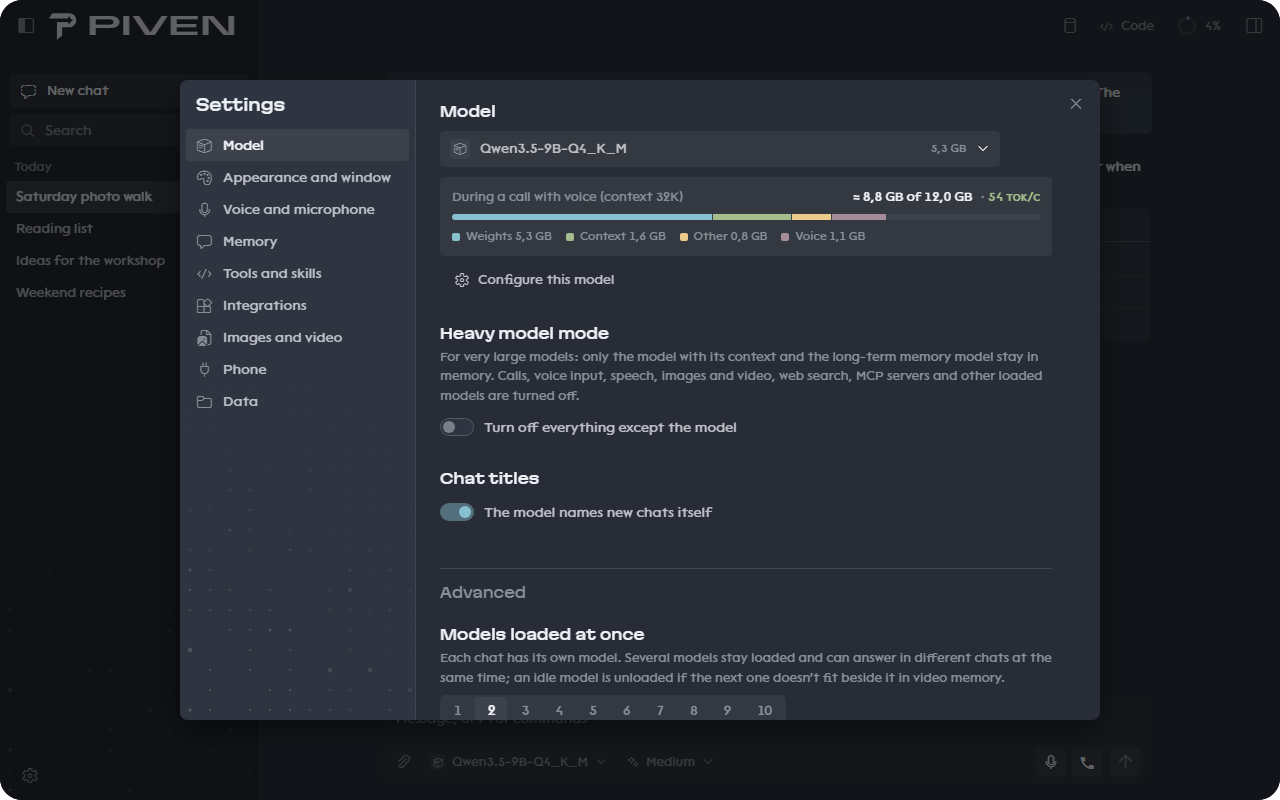 PIVEN
Code
4%
New chat
Search
Today
Saturday photo walk
Reading list
Ideas for the workshop
Weekend recipes
The
when
Settings
Model
Appearance and window
Voice and microphone
Memory
Tools and skills
Integrations
Images and video
Phone
Data
Model
Qwen3.5-9B-Q4_K_M
5,3 GB
During a call with voice (context 32K)
≈ 8,8 GB of 12,0 GB · 54 TOK/C
Weights 5,3 GB Context 1,6 GB Other 0,8 GB Voice 1,1 GB
Configure this model
Heavy model mode
For very large models: only the model with its context and the long-term memory model stay in
memory. Calls, voice input, speech, images and video, web search, MCP servers and other loaded
models are turned off.
Turn off everything except the model
Chat titles
The model names new chats itself
Advanced
Models loaded at once
Each chat has its own model. Several models stay loaded and can answer in different chats at the
same time; an idle model is unloaded if the next one doesn't fit beside it in video memory.
1 2 3 4 5 6 7 8 9 10
Qwen3.5-9B-Q4_K_M
Medium